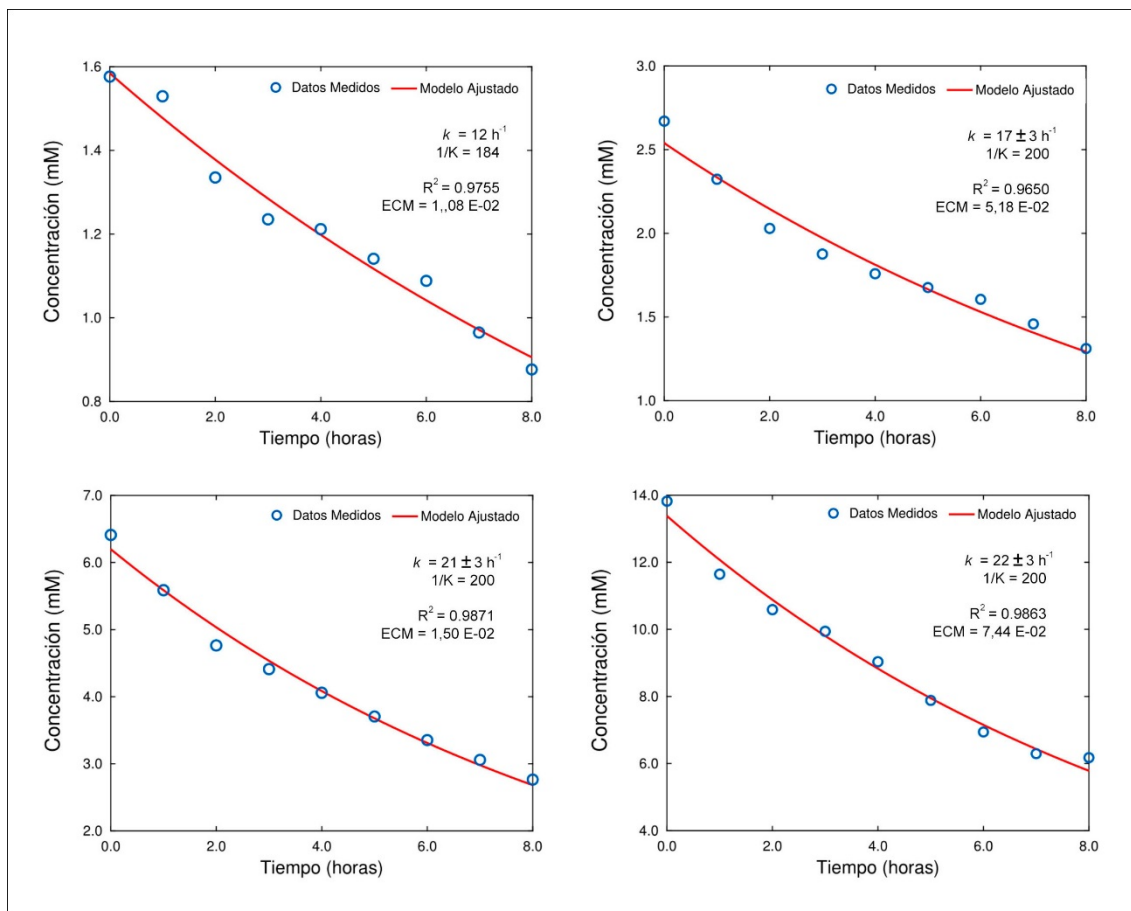 1.6
1.4
1.2
1.0
0.8
Concentración (mM)
Datos Medidos
Modelo Ajustado
k = 12 h-1
1/K = 184
R2 = 0.9755
ECM = 1,,08 E-02
0.0
2.0
4.0
6.0
8.0
Tiempo (horas)
3.0
2.5
2.0
1.5
1.0
Concentración (mM)
Datos Medidos
Modelo Ajustado
k = 17 ± 3 h-1
1/K = 200
R2 = 0.9650
ECM = 5,18 E-02
0.0
2.0
4.0
6.0
8.0
Tiempo (horas)
7.0
6.0
5.0
4.0
3.0
2.0
Concentración (mM)
Datos Medidos
Modelo Ajustado
k = 21 ± 3 h-1
1/K = 200
R2 = 0.9871
ECM = 1,50 E-02
0.0
2.0
4.0
6.0
8.0
Tiempo (horas)
14.0
12.0
10.0
8.0
6.0
4.0
Concentración (mM)
Datos Medidos
Modelo Ajustado
k = 22 ± 3 h-1
1/K = 200
R2 = 0.9863
ECM = 7,44 E-02
0.0
2.0
4.0
6.0
8.0
Tiempo (horas)